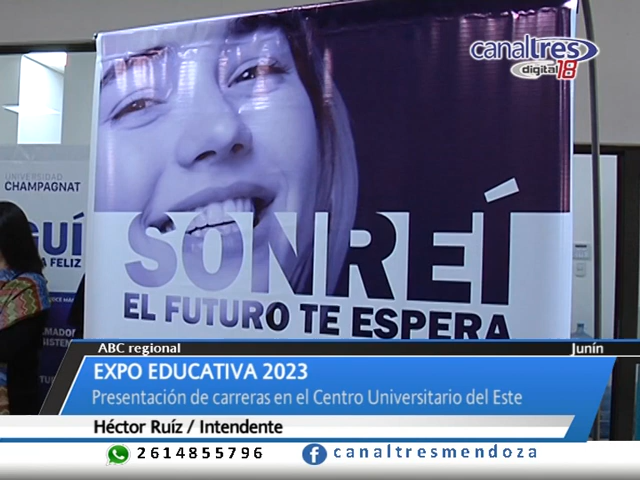 canaltres
digital 18
UNIVERSIDAD
CHAMPAGNAT
SONREÍ
EL FUTURO TE ESPERA
ABC regional
Junín
EXPO EDUCATIVA 2023
Presentación de carreras en el Centro Universitario del Este
Héctor Ruíz / Intendente
2614855796
canaltresmendoza